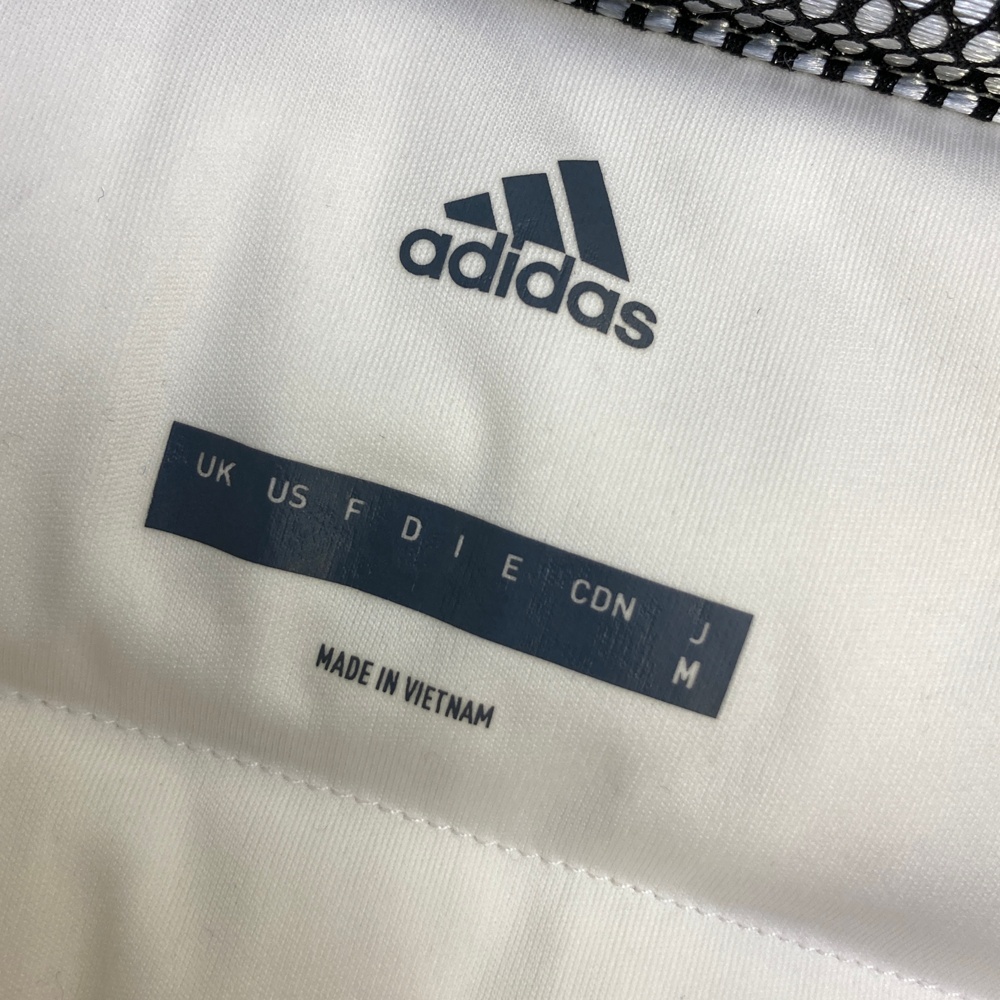 adidas
UK US F D I E CDN J
M
MADE IN VIETNAM